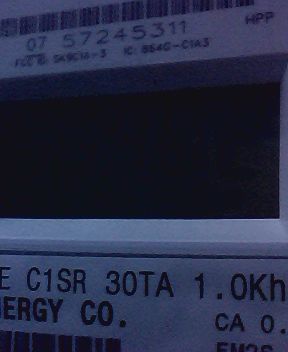 HPP
07 57245311
FCC ID: SK9C1A-3 IC: 864G-C1A3
E C1SR 30TA 1.0Kh
ERGY CO.
CA 0.